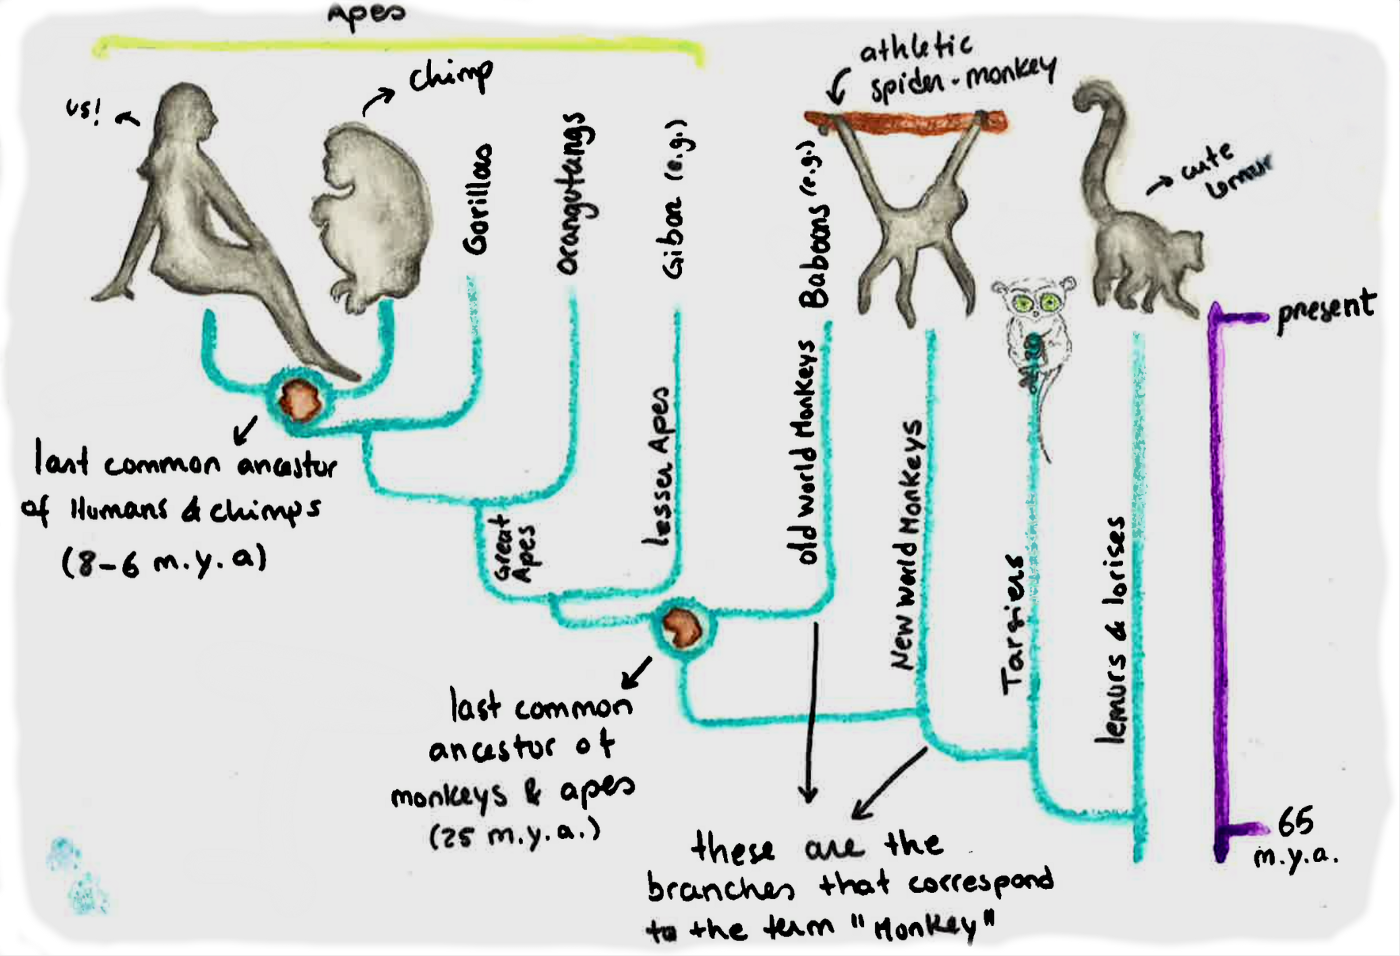 Apes
us!
chimp
Gorillas
Orangutangs
Gibon (e.g.)
Baboons (e.g.)
athletic
spider-monkey
cute
lemur
present
last common ancestor
of Humans & chimps
(8-6 m.y.a)
Great
Apes
lesser Apes
old world Monkeys
New world Monkeys
Tarsiers
lemurs & lorises
last common
ancestor of
monkeys & apes
(25 m.y.a.)
these are the
branches that correspond
to the term "Monkey"
65
m.y.a.